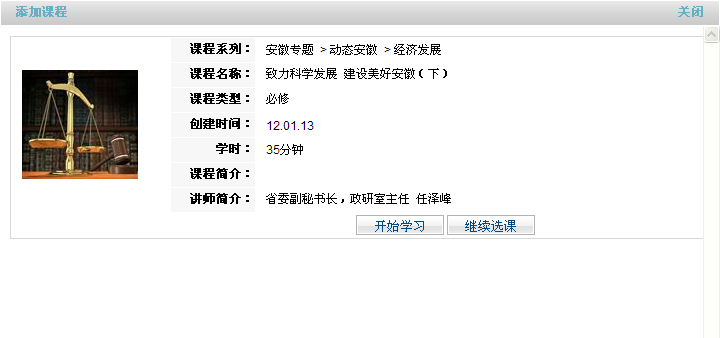 添加课程 关闭
课程系列： 安徽专题 >动态安徽 >经济发展
课程名称： 致力科学发展 建设美好安徽（下）
课程类型： 必修
创建时间： 12.01.13
学时： 35分钟
课程简介：
讲师简介： 省委副秘书长，政研室主任 任泽峰
开始学习 继续选课